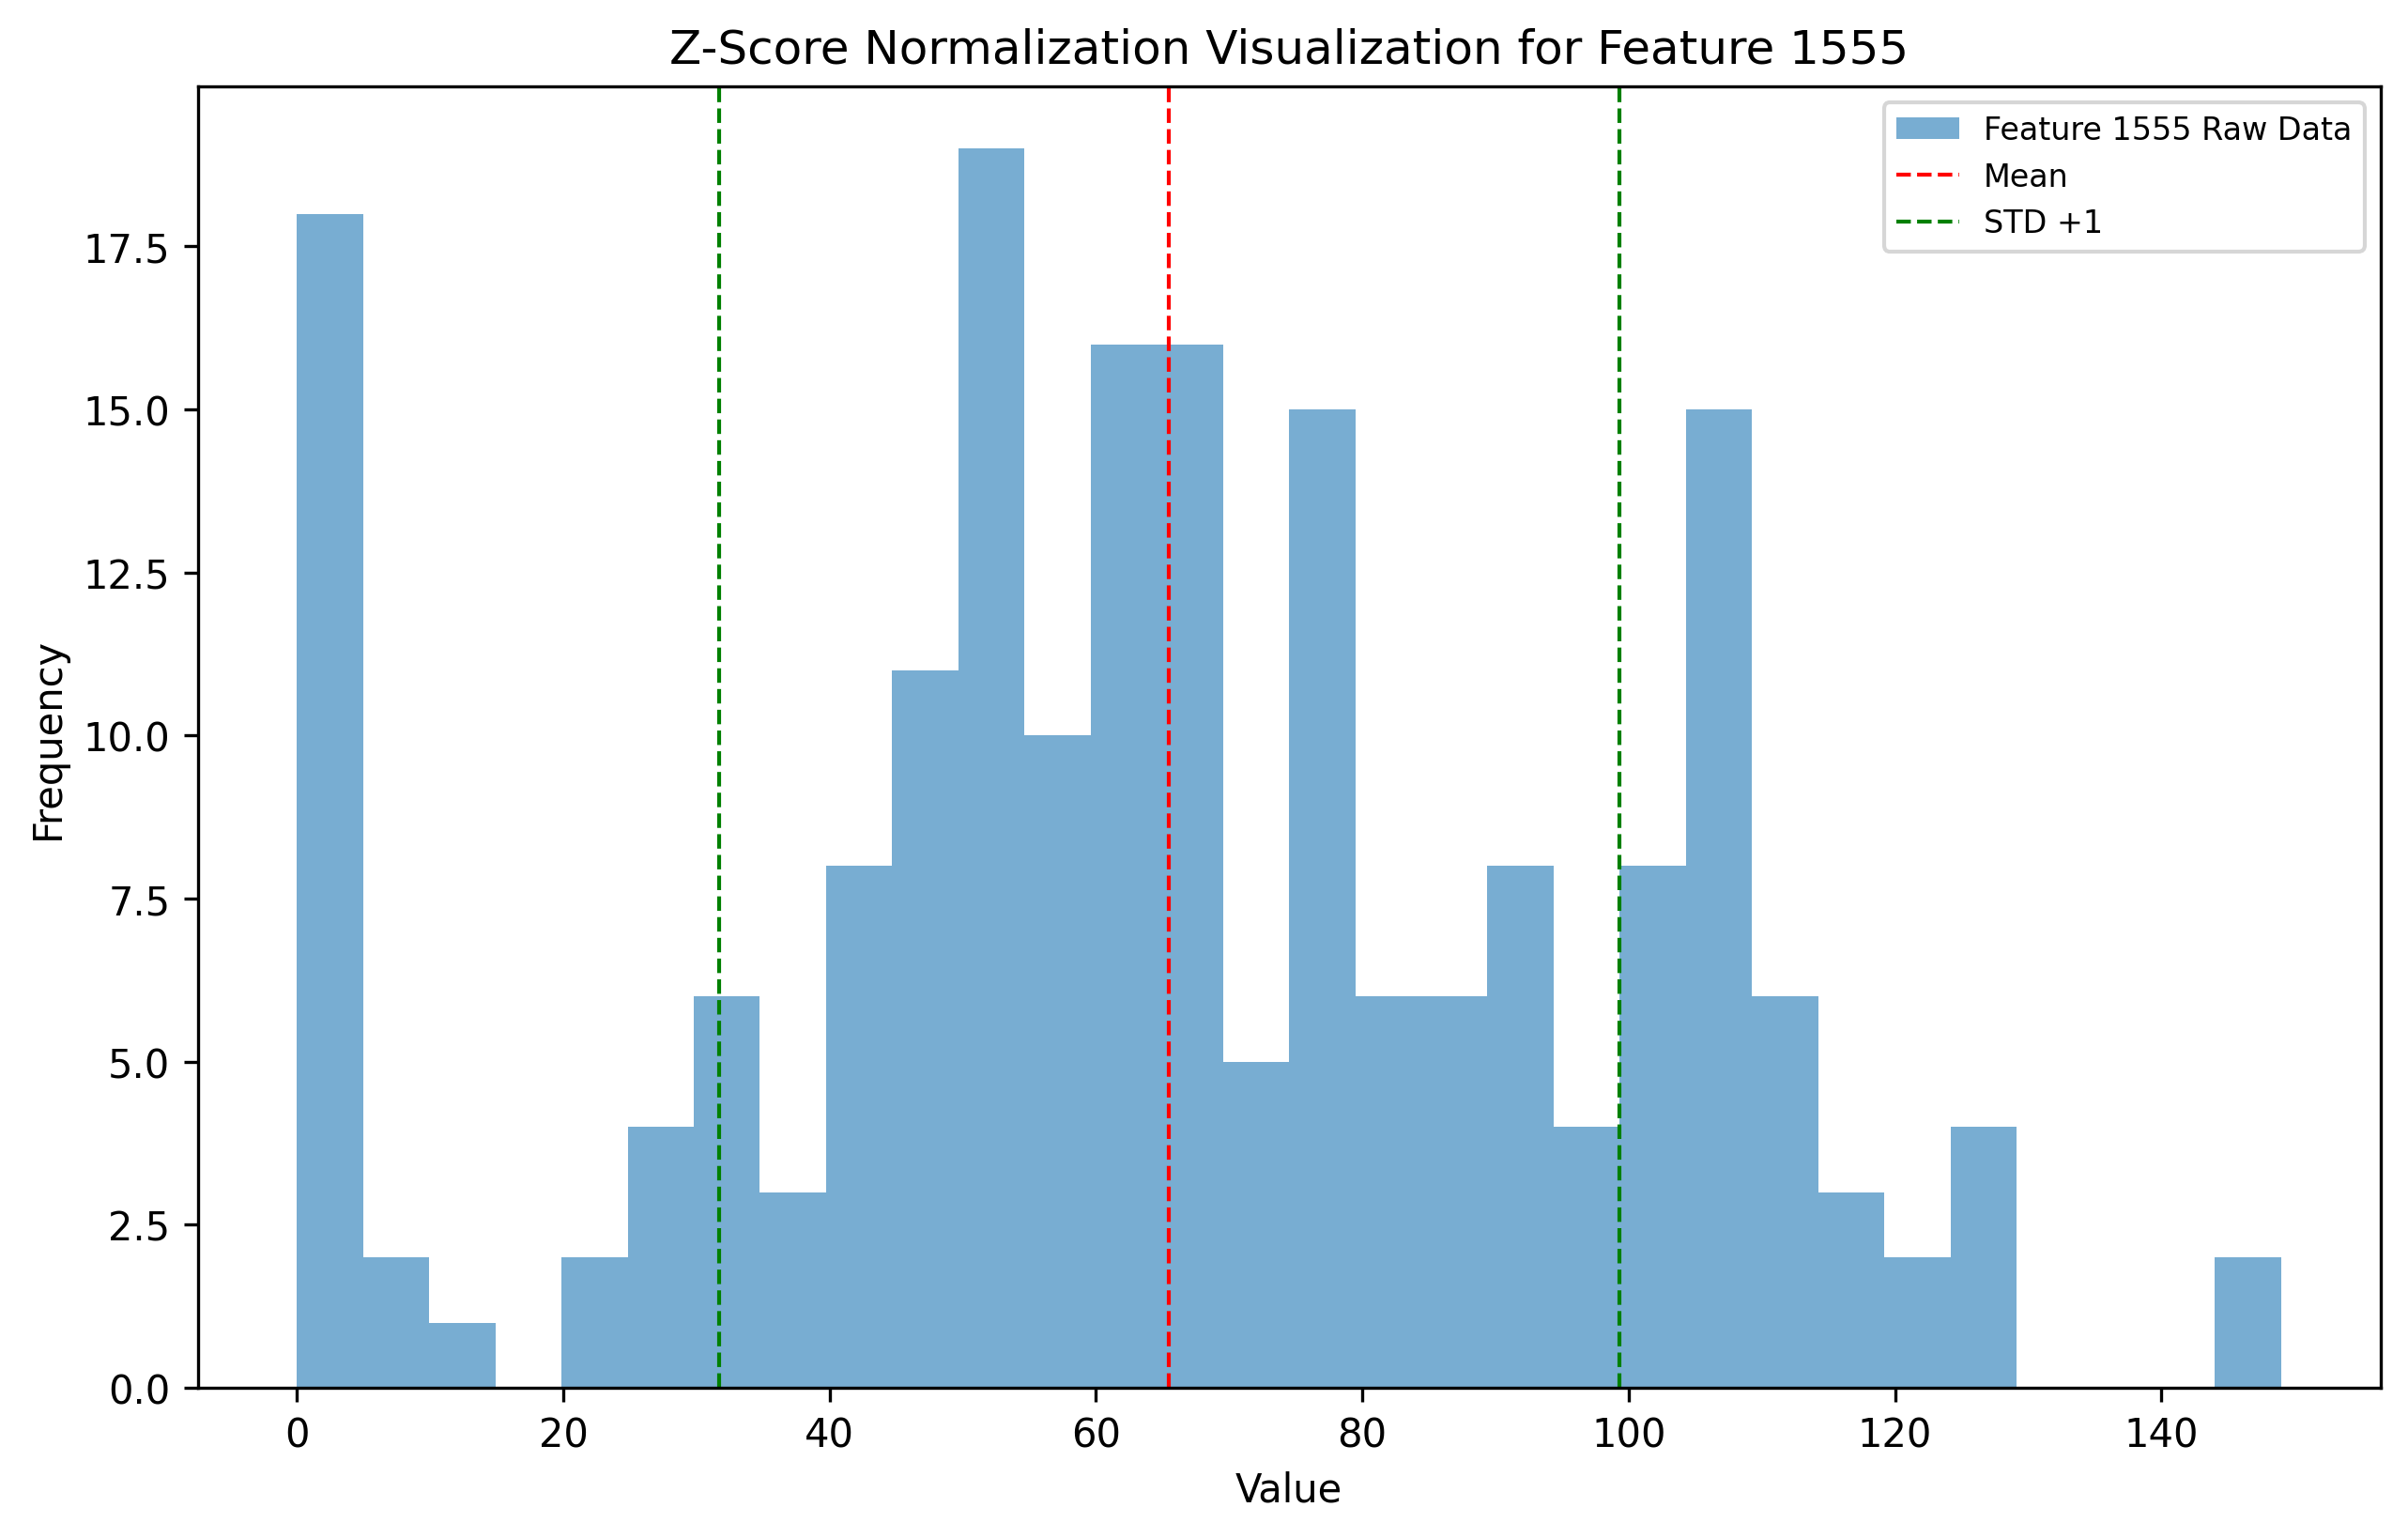 Z-Score Normalization Visualization for Feature 1555
Feature 1555 Raw Data
Mean
STD +1
Frequency
17.5
15.0
12.5
10.0
7.5
5.0
2.5
0.0
0 20 40 60 80 100 120 140
Value